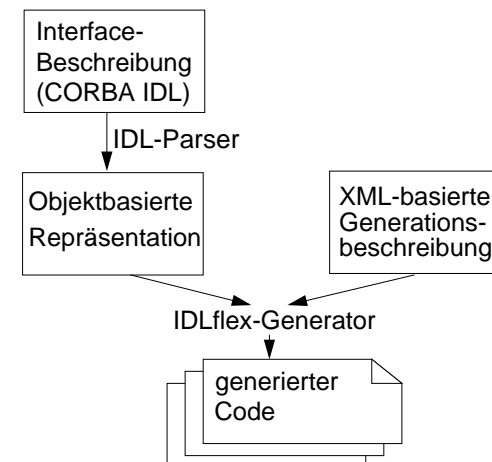 Interface-
Beschreibung
(CORBA IDL)
IDL-Parser
Objektbasierte
Repräsentation
XML-basierte
Generations-
beschreibung
IDLflex-Generator
generierter
Code